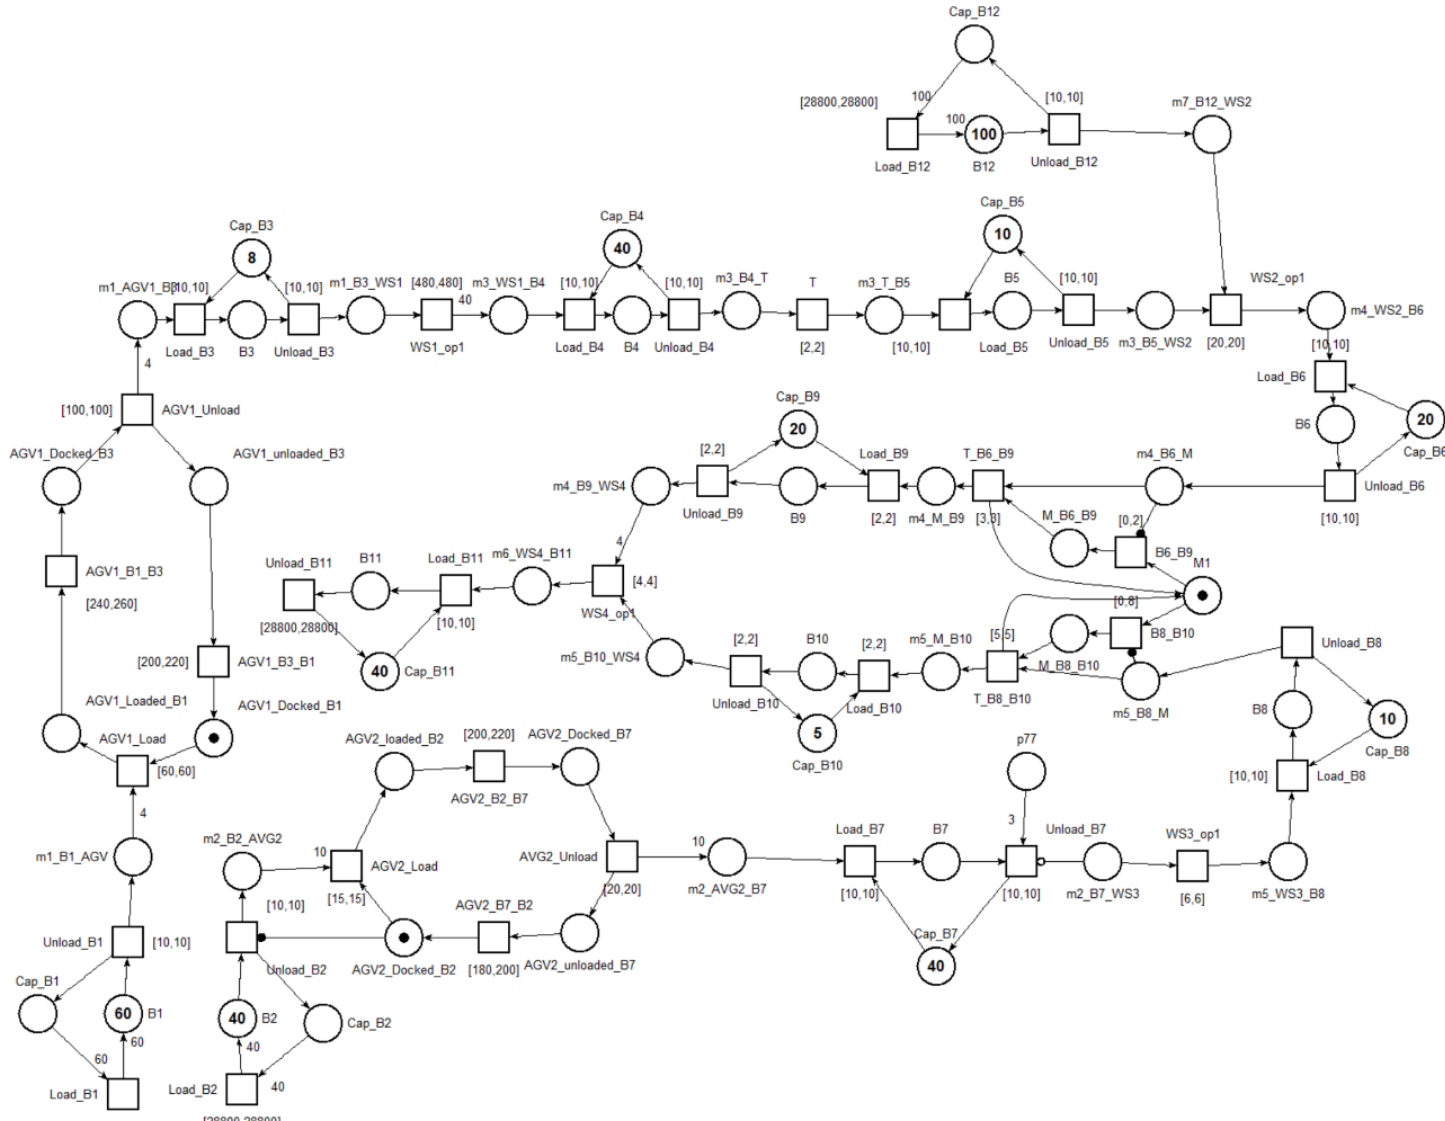 Cap_B12
[28800,28800]
100
[10,10]
m7_B12_WS2
100
100
Load_B12
B12
Unload_B12
Cap_B3
8
Cap_B4
40
Cap_B5
10
m1_AGV1_B3
[10,10]
[10,10]
m1_B3_WS1
[480,480]
40
m3_WS1_B4
[10,10]
[10,10]
m3_B4_T
T
m3_T_B5
B5
[10,10]
WS2_op1
m4_WS2_B6
Load_B3
B3
Unload_B3
WS1_op1
Load_B4
B4
Unload_B4
[2,2]
[10,10]
Load_B5
Unload_B5
m3_B5_WS2
[20,20]
[10,10]
4
Load_B6
[100,100]
AGV1_Unload
Cap_B9
20
B6
20
Cap_B6
AGV1_Docked_B3
AGV1_unloaded_B3
[2,2]
Load_B9
T_B6_B9
m4_B6_M
Unload_B6
m4_B9_WS4
Unload_B9
B9
[2,2]
m4_M_B9
[3,3]
M_B6_B9
[0,2]
[10,10]
4
B6_B9
M1
AGV1_B1_B3
[240,260]
Unload_B11
B11
Load_B11
m6_WS4_B11
[4,4]
WS4_op1
[28800,28800]
[10,10]
[0,8]
B8_B10
[200,220]
AGV1_B3_B1
40
Cap_B11
m5_B10_WS4
[2,2]
B10
[2,2]
m5_M_B10
[5,5]
M_B8_B10
Unload_B8
Unload_B10
Load_B10
T_B8_B10
m5_B8_M
B8
AGV1_Loaded_B1
AGV1_Docked_B1
5
Cap_B10
10
Cap_B8
AGV1_Load
[60,60]
AGV2_loaded_B2
[200,220]
AGV2_Docked_B7
p77
[10,10]
Load_B8
AGV2_B2_B7
4
3
m2_B2_AVG2
10
AGV2_Load
AVG2_Unload
10
Load_B7
B7
Unload_B7
WS3_op1
m1_B1_AGV
[15,15]
[20,20]
m2_AVG2_B7
[10,10]
[10,10]
m2_B7_WS3
[6,6]
m5_WS3_B8
[10,10]
AGV2_B7_B2
Unload_B1
[10,10]
Unload_B2
AGV2_Docked_B2
[180,200]
AGV2_unloaded_B7
Cap_B7
40
Cap_B1
60
B1
40
B2
Cap_B2
60
60
40
40
Load_B1
Load_B2
[28800,28800]